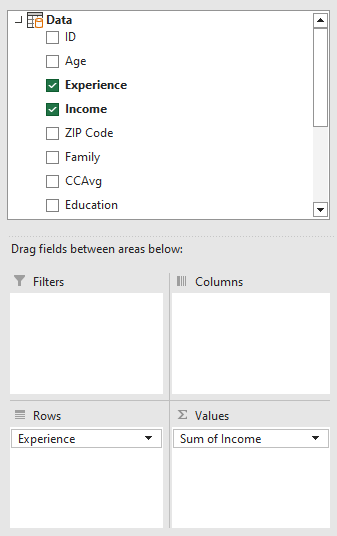 Data
ID
Age
Experience
Income
ZIP Code
Family
CCAvg
Education
Drag fields between areas below:
Filters
Columns
Rows
Values
Experience
Sum of Income